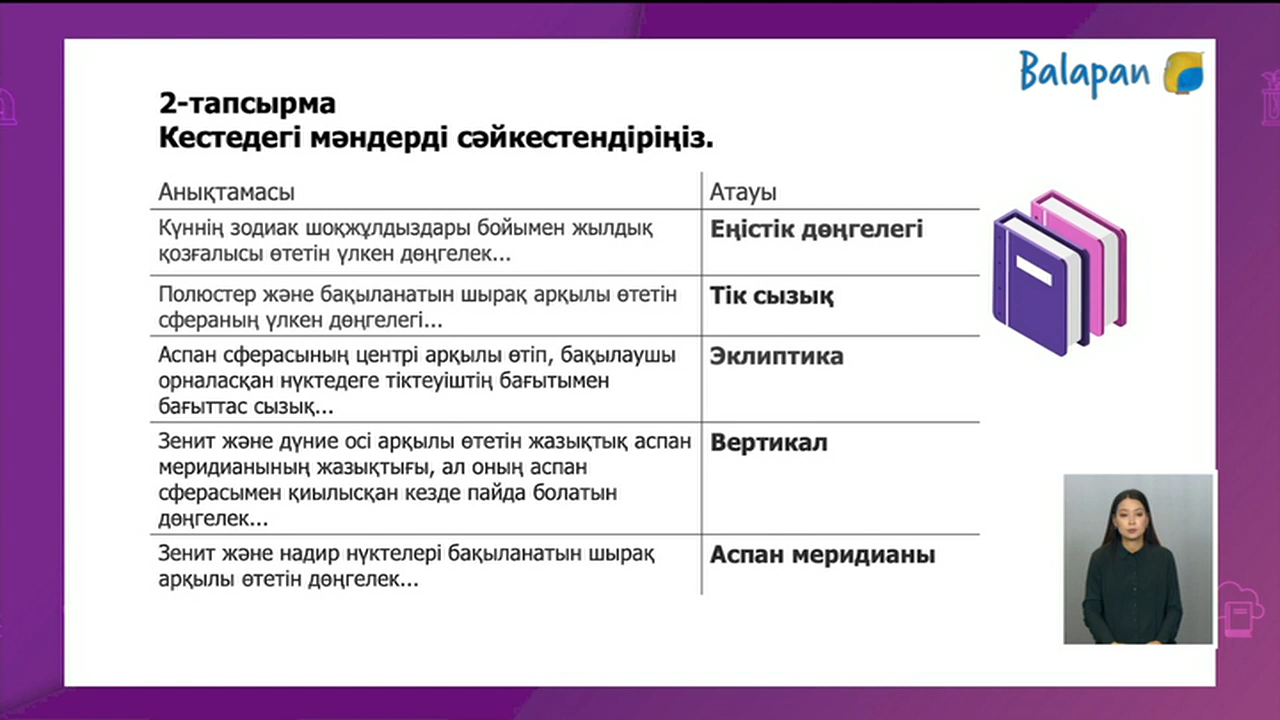 Balapan
2-тапсырма
Кестедегі мәндерді сәйкестендіріңіз.
Анықтамасы
Атауы
Күннің зодиак шоқжұлдыздары бойымен жылдық
қозғалысы өтетін үлкен дөңгелек...
Еңістік дөңгелегі
Полюстер және бақыланатын шырақ арқылы өтетін
сфераның үлкен дөңгелегі...
Тік сызық
Аспан сферасының центрі арқылы өтіп, бақылаушы
орналасқан нүктедеге тіктеуіштің бағытымен
бағыттас сызық...
Эклиптика
Зенит және дүние осі арқылы өтетін жазықтық аспан
меридианының жазықтығы, ал оның аспан
сферасымен қиылысқан кезде пайда болатын
дөңгелек...
Вертикал
Зенит және надир нүктелері бақыланатын шырақ
арқылы өтетін дөңгелек...
Аспан меридианы